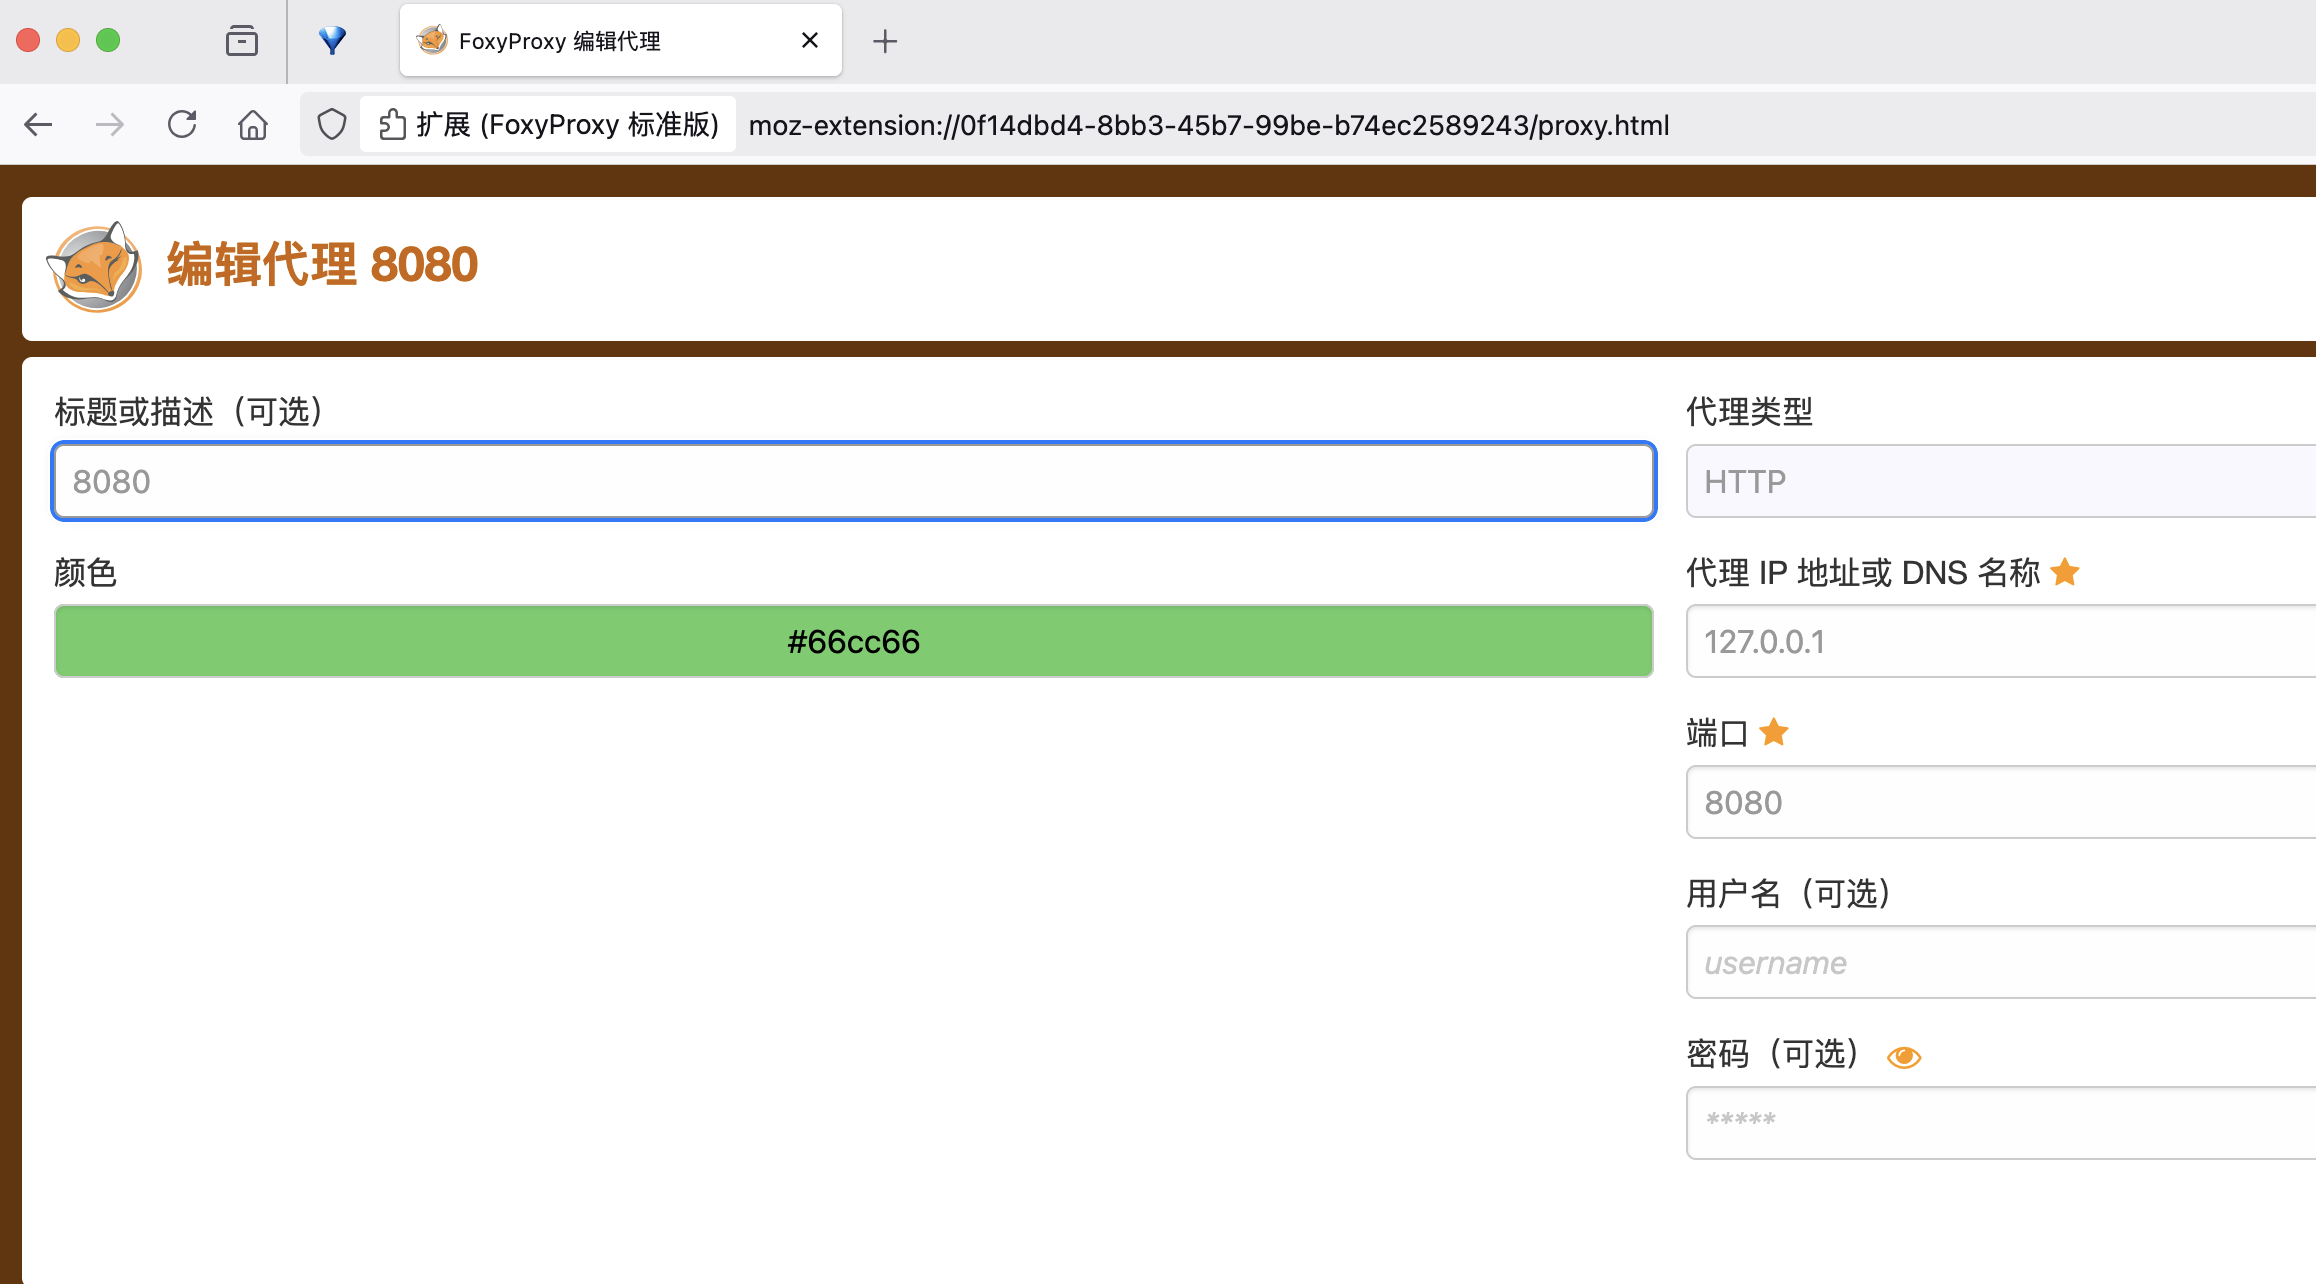 FoxyProxy 编辑代理
扩展 (FoxyProxy 标准版)
moz-extension://0f14dbd4-8bb3-45b7-99be-b74ec2589243/proxy.html
编辑代理 8080
标题或描述（可选）
8080
颜色
#66cc66
代理类型
HTTP
代理 IP 地址或 DNS 名称
127.0.0.1
端口
8080
用户名（可选）
username
密码（可选）
*****